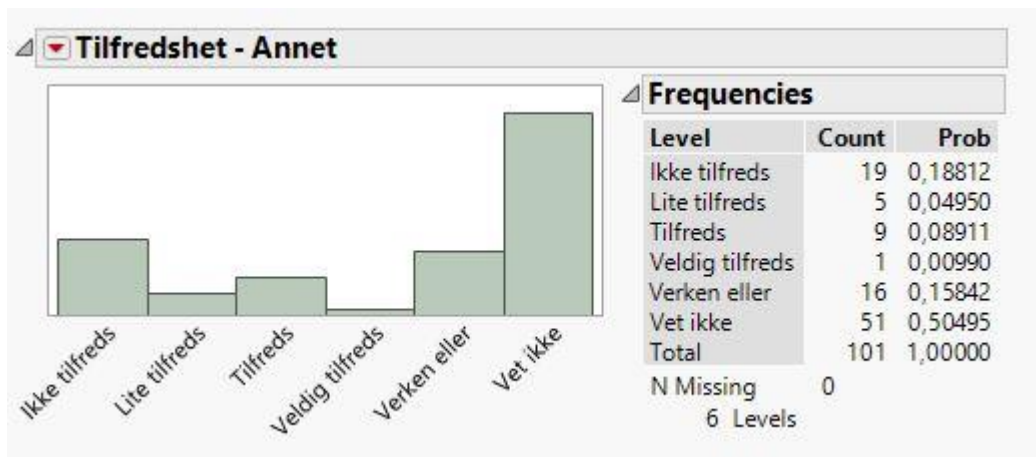 Tilfredshet - Annet
Ikke tilfreds
Lite tilfreds
Tilfreds
Veldig tilfreds
Verken eller
Vet ikke
Frequencies
Level Count Prob
Ikke tilfreds 19 0,18812
Lite tilfreds 5 0,04950
Tilfreds 9 0,08911
Veldig tilfreds 1 0,00990
Verken eller 16 0,15842
Vet ikke 51 0,50495
Total 101 1,00000
N Missing 0
6 Levels